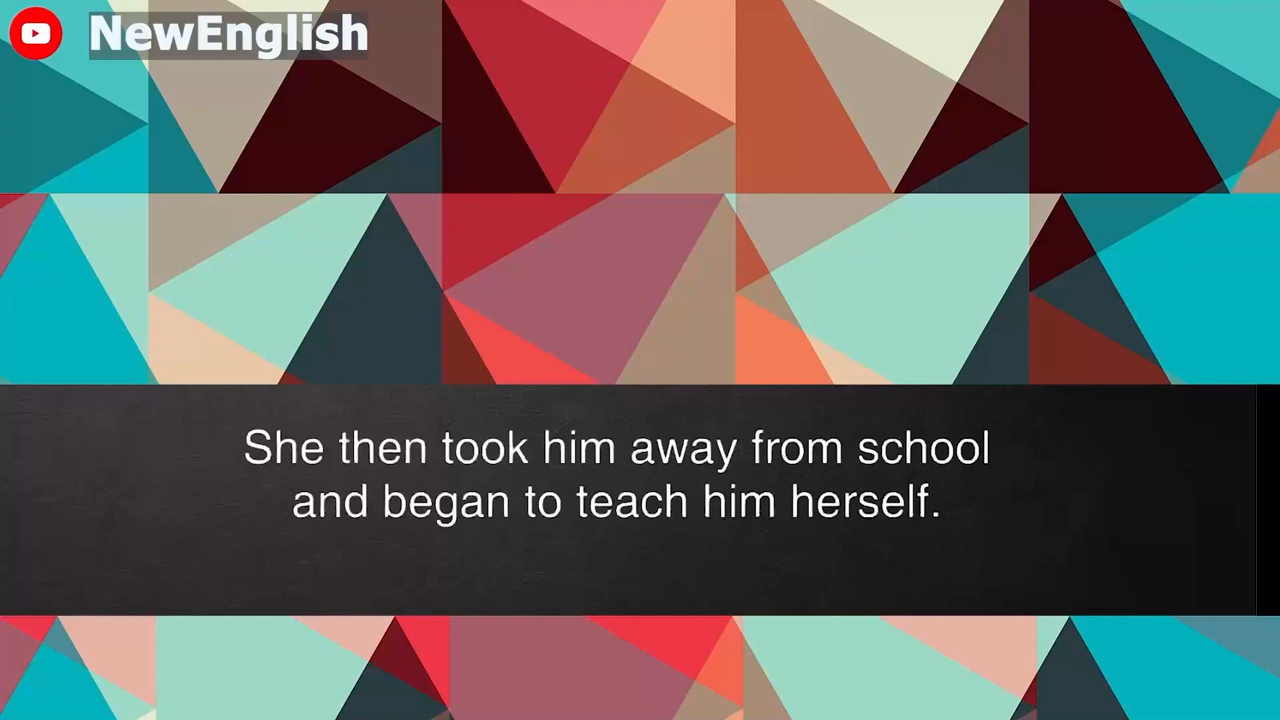 NewEnglish
She then took him away from school
and began to teach him herself.